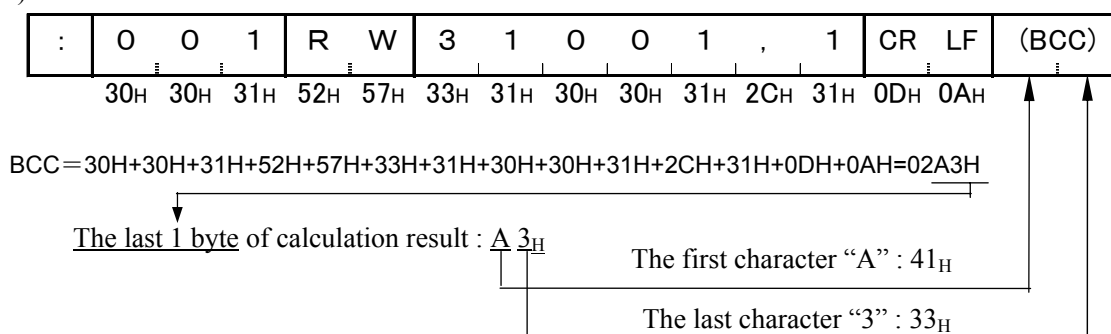 )
: 0 0 1 R W 3 1 0 0 1 , 1 CR LF (BCC)
30H 30H 31H 52H 57H 33H 31H 30H 30H 31H 2CH 31H 0DH 0AH
BCC=30H+30H+31H+52H+57H+33H+31H+30H+30H+31H+2CH+31H+0DH+0AH=02A3H
The last 1 byte of calculation result : A 3H
The first character “A” : 41H
The last character “3” : 33H